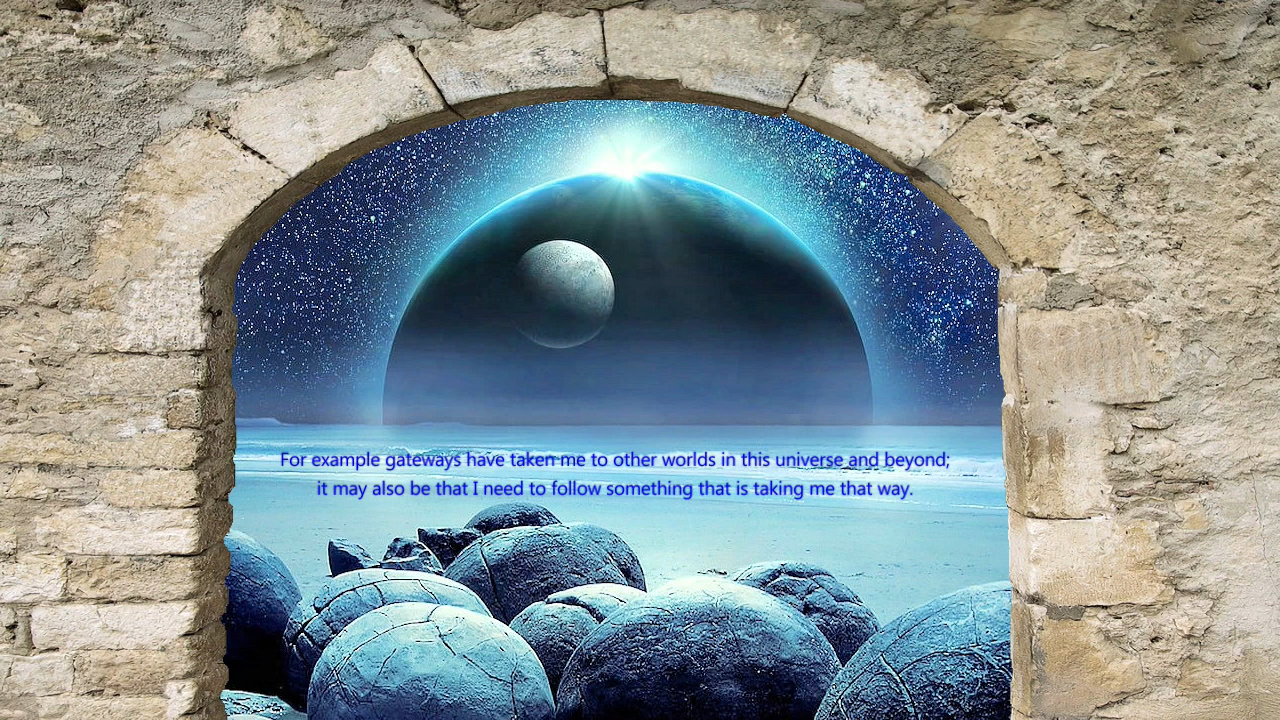 For example gateways have taken me to other worlds in this universe and beyond;
it may also be that I need to follow something that is taking me that way.